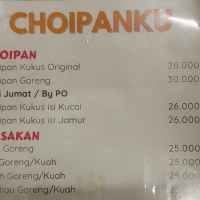 CHOIPANKU
OIPAN
ipan Kukus Original 26.000
ipan Goreng 30.000
i Jumat / By PO
ipan Kukus isi Kucai 26.000
ipan Kukus isi Jamur 26.000
ASAKAN
Goreng 25.000
Goreng/Kuah 25.000
n Goreng/Kuah 25.000
tiau Goreng/Kuah 25.000